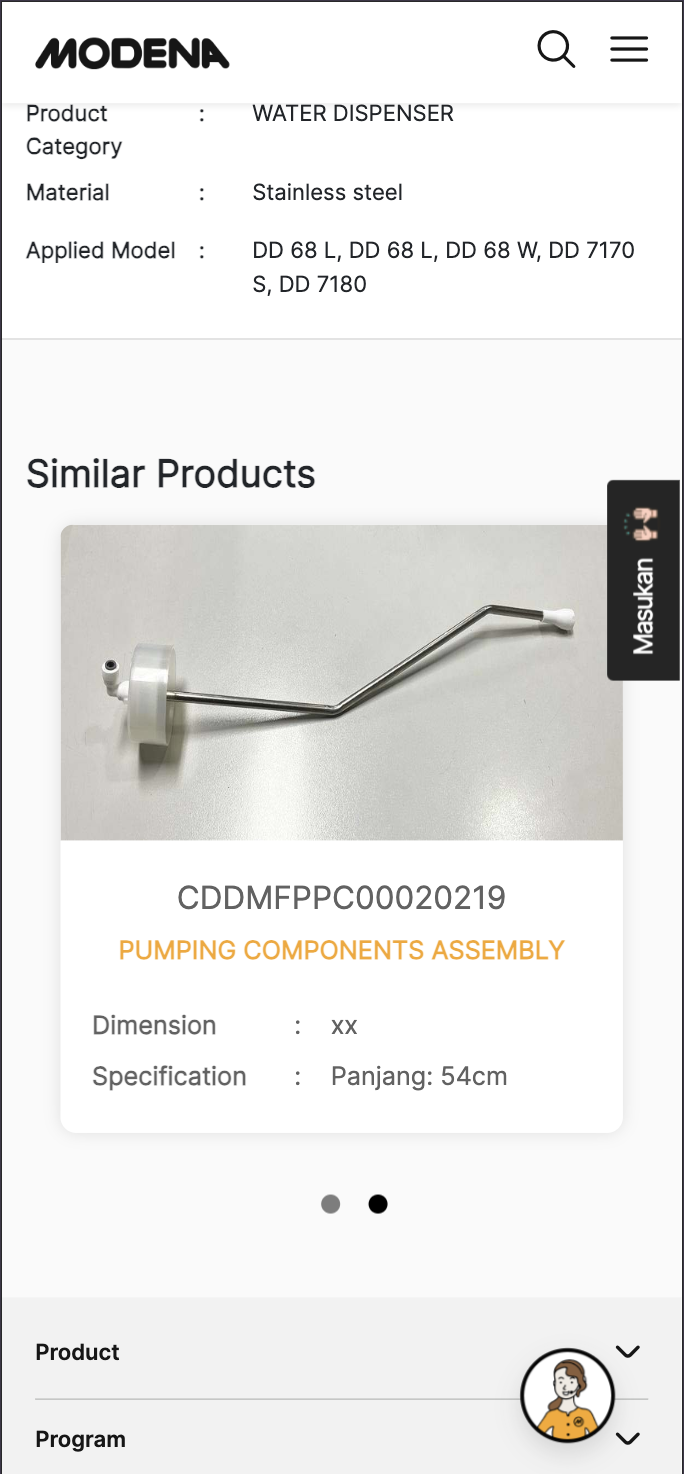 MODENA
Product : WATER DISPENSER
Category
Material : Stainless steel
Applied Model : DD 68 L, DD 68 L, DD 68 W, DD 7170
S, DD 7180
Similar Products
Masukan
CDDMFPPC00020219
PUMPING COMPONENTS ASSEMBLY
Dimension : xx
Specification : Panjang: 54cm
Product
Program